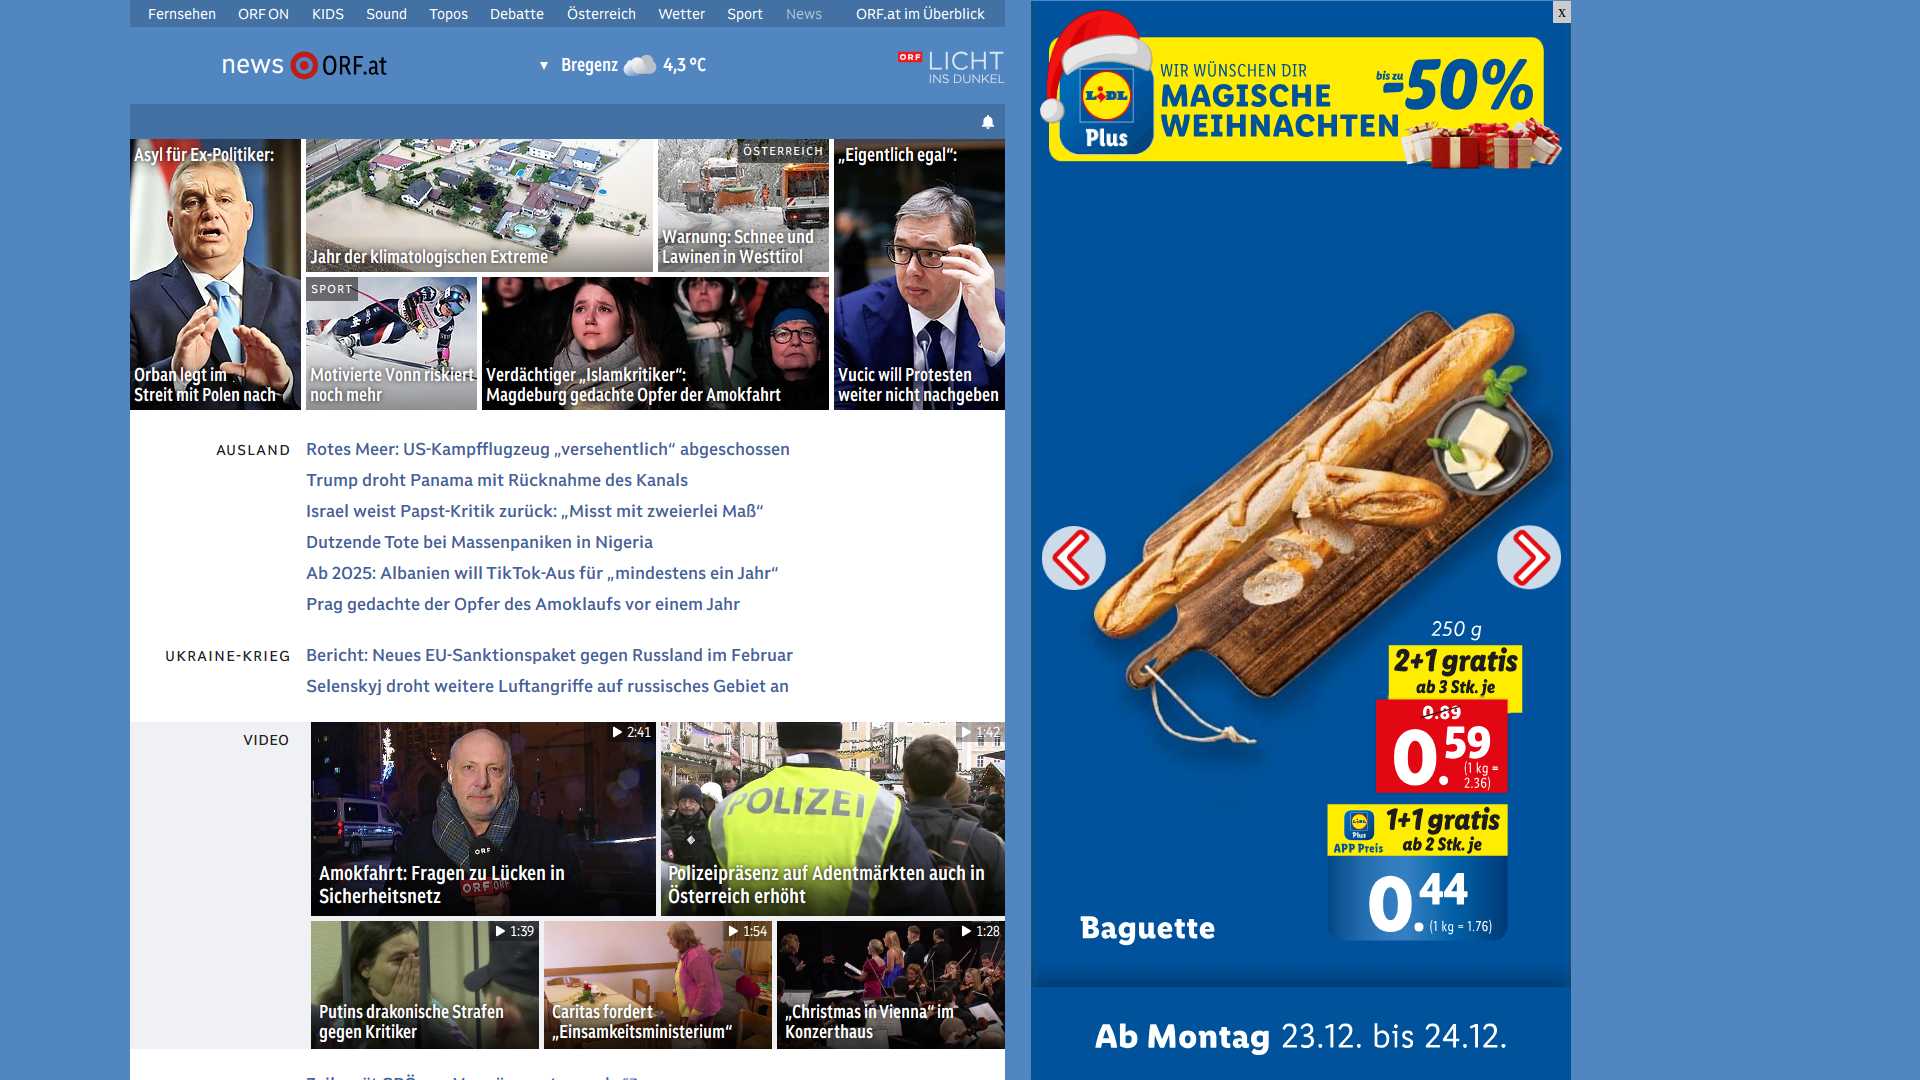 Fernsehen ORF ON KIDS Sound Topos Debatte Österreich Wetter Sport News ORF.at im Überblick
news ORF.at
▼ Bregenz 4,3 °C
ORF LICHT
INS DUNKEL
Asyl für Ex-Politiker:
Orban legt im
Streit mit Polen nach
Jahr der klimatologischen Extreme
ÖSTERREICH
Warnung: Schnee und
Lawinen in Westtirol
„Eigentlich egal“:
Vucic will Protesten
weiter nicht nachgeben
SPORT
Motivierte Vonn riskiert
noch mehr
Verdächtiger „Islamkritiker“:
Magdeburg gedachte Opfer der Amokfahrt
AUSLAND
Rotes Meer: US-Kampfflugzeug „versehentlich“ abgeschossen
Trump droht Panama mit Rücknahme des Kanals
Israel weist Papst-Kritik zurück: „Misst mit zweierlei Maß“
Dutzende Tote bei Massenpaniken in Nigeria
Ab 2025: Albanien will TikTok-Aus für „mindestens ein Jahr“
Prag gedachte der Opfer des Amoklaufs vor einem Jahr
UKRAINE-KRIEG
Bericht: Neues EU-Sanktionspaket gegen Russland im Februar
Selenskyj droht weitere Luftangriffe auf russisches Gebiet an
VIDEO
2:41
ORF
ORF ORF
Amokfahrt: Fragen zu Lücken in
Sicherheitsnetz
1:42
POLIZEI
Polizeipräsenz auf Adentmärkten auch in
Österreich erhöht
1:39
Putins drakonische Strafen
gegen Kritiker
1:54
Caritas fordert
„Einsamkeitsministerium“
1:28
„Christmas in Vienna“ im
Konzerthaus
x
LIDL
Plus
WIR WÜNSCHEN DIR
MAGISCHE
WEIHNACHTEN
bis zu
-50%
250 g
2+1 gratis
ab 3 Stk. je
0.89
0.59
(1 kg =
2.36)
LIDL
Plus
APP Preis
1+1 gratis
ab 2 Stk. je
0.44
(1 kg = 1.76)
Baguette
Ab Montag 23.12. bis 24.12.